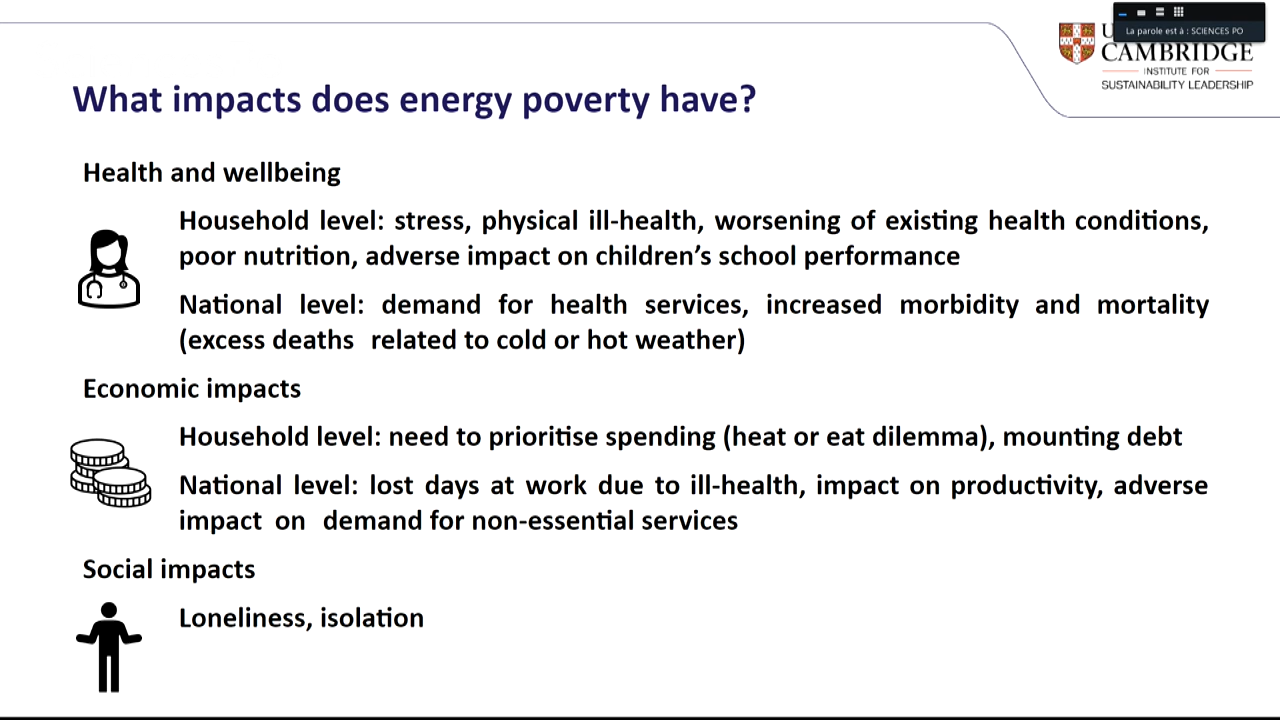 La parole est à : SCIENCES PO
CAMBRIDGE
INSTITUTE FOR
SUSTAINABILITY LEADERSHIP
What impacts does energy poverty have?
Health and wellbeing
Household level: stress, physical ill-health, worsening of existing health conditions,
poor nutrition, adverse impact on children’s school performance
National level: demand for health services, increased morbidity and mortality
(excess deaths related to cold or hot weather)
Economic impacts
Household level: need to prioritise spending (heat or eat dilemma), mounting debt
National level: lost days at work due to ill-health, impact on productivity, adverse
impact on demand for non-essential services
Social impacts
Loneliness, isolation